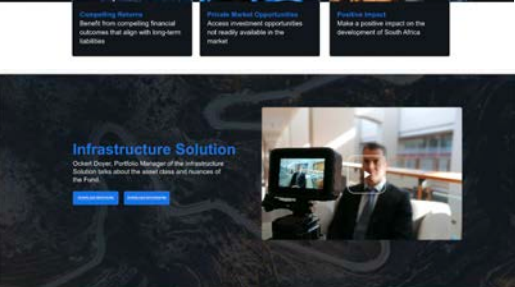 Compelling Returns
Benefit from compelling financial
outcomes that align with long-term
liabilities
Private Market Opportunities
Access investment opportunities
not readily available in the
market
Positive Impact
Make a positive impact on the
development of South Africa
Infrastructure Solution
Ockert Doyer, Portfolio Manager of the Infrastructure
Solution talks about the asset class and nuances of
the Fund.